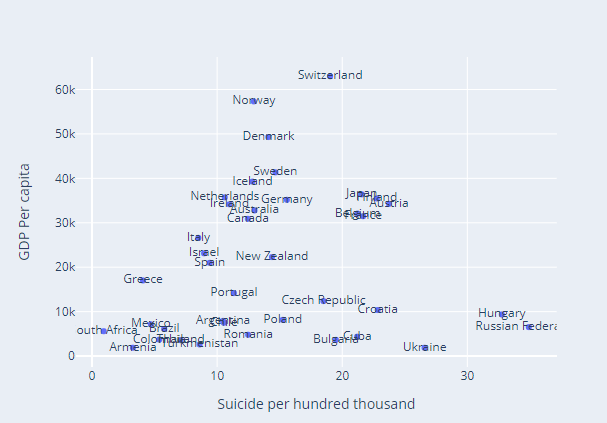 Switzerland
60k
Norway
50k
Denmark
Sweden
40k
Iceland
Netherlands
Japan
Finland
Germany
Ireland
Austria
Australia
Belgium
France
Canada
30k
Italy
Israel
New Zealand
Spain
20k
Greece
Portugal
Czech Republic
Croatia
10k
Hungary
Argentina
Chile
Poland
Mexico
Russian Federa
outh Africa
Brazil
Romania
Cuba
Colombia
Thailand
Bulgaria
Turkmenistan
Armenia
Ukraine
0
0
10
20
30
Suicide per hundred thousand
GDP Per capita